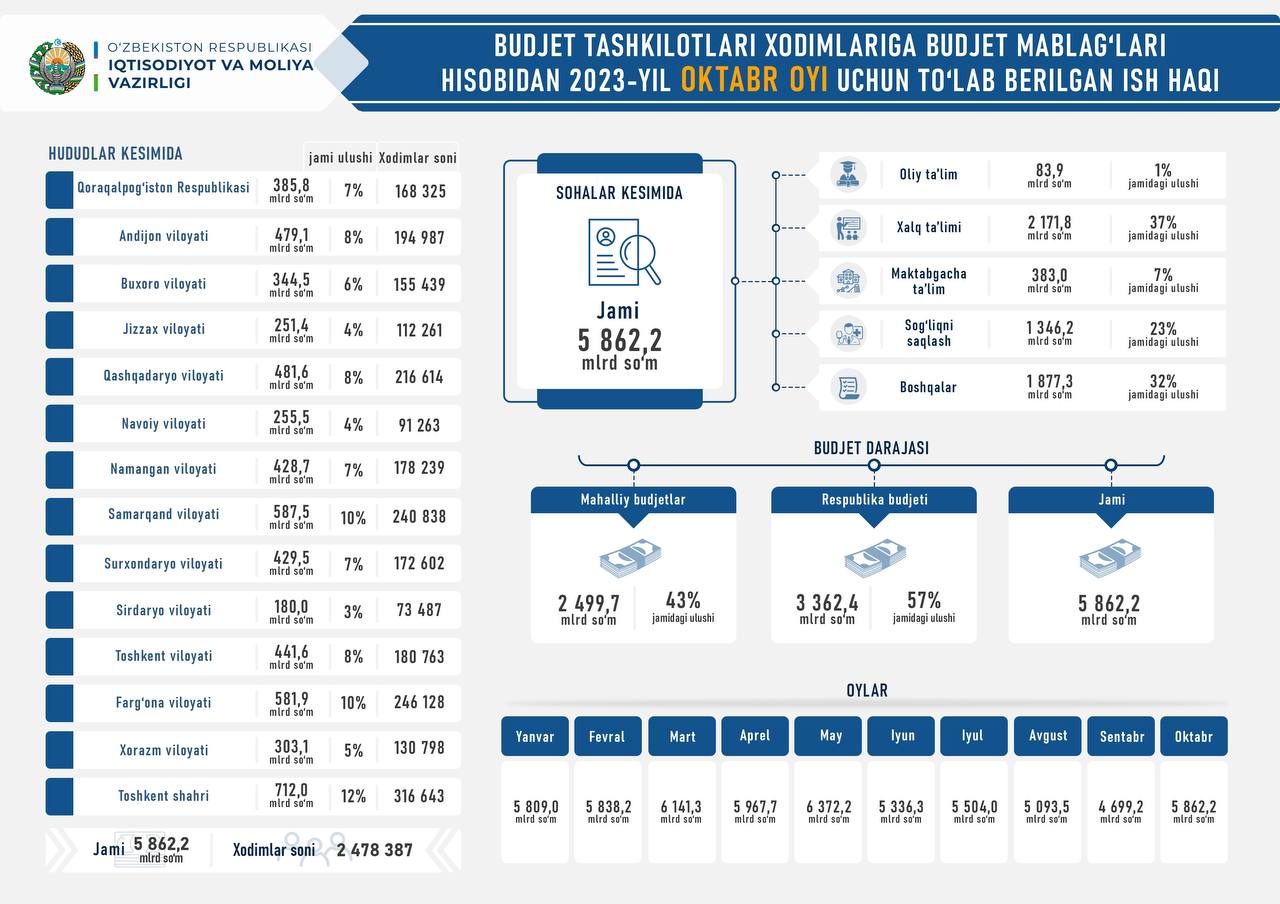 O‘ZBEKISTON RESPUBLIKASI
IQTISODIYOT VA MOLIYA
VAZIRLIGI
BUDJET TASHKILOTLARI XODIMLARIGA BUDJET MABLAG‘LARI
HISOBIDAN 2023-YIL OKTABR OYI UCHUN TO‘LAB BERILGAN ISH HAQI
HUDUDLAR KESIMIDA
jami ulushi Xodimlar soni
Qoraqalpog‘iston Respublikasi 385,8 mlrd so‘m 7% 168 325
Andijon viloyati 479,1 mlrd so‘m 8% 194 987
Buxoro viloyati 344,5 mlrd so‘m 6% 155 439
Jizzax viloyati 251,4 mlrd so‘m 4% 112 261
Qashqadaryo viloyati 481,6 mlrd so‘m 8% 216 614
Navoiy viloyati 255,5 mlrd so‘m 4% 91 263
Namangan viloyati 428,7 mlrd so‘m 7% 178 239
Samarqand viloyati 587,5 mlrd so‘m 10% 240 838
Surxondaryo viloyati 429,5 mlrd so‘m 7% 172 602
Sirdaryo viloyati 180,0 mlrd so‘m 3% 73 487
Toshkent viloyati 441,6 mlrd so‘m 8% 180 763
Farg‘ona viloyati 581,9 mlrd so‘m 10% 246 128
Xorazm viloyati 303,1 mlrd so‘m 5% 130 798
Toshkent shahri 712,0 mlrd so‘m 12% 316 643
Jami 5 862,2 mlrd so‘m Xodimlar soni 2 478 387
SOHALAR KESIMIDA
Jami
5 862,2
mlrd so‘m
Oliy ta’lim 83,9 mlrd so‘m 1% jamidagi ulushi
Xalq ta’limi 2 171,8 mlrd so‘m 37% jamidagi ulushi
Maktabgacha ta’lim 383,0 mlrd so‘m 7% jamidagi ulushi
Sog‘liqni saqlash 1 346,2 mlrd so‘m 23% jamidagi ulushi
Boshqalar 1 877,3 mlrd so‘m 32% jamidagi ulushi
BUDJET DARAJASI
Mahalliy budjetlar Respublika budjeti Jami
2 499,7 43% 3 362,4 57% 5 862,2
mlrd so‘m jamidagi ulushi mlrd so‘m jamidagi ulushi mlrd so‘m
OYLAR
Yanvar Fevral Mart Aprel May Iyun Iyul Avgust Sentabr Oktabr
5 809,0 5 838,2 6 141,3 5 967,7 6 372,2 5 336,3 5 504,0 5 093,5 4 699,2 5 862,2
mlrd so‘m mlrd so‘m mlrd so‘m mlrd so‘m mlrd so‘m mlrd so‘m mlrd so‘m mlrd so‘m mlrd so‘m mlrd so‘m